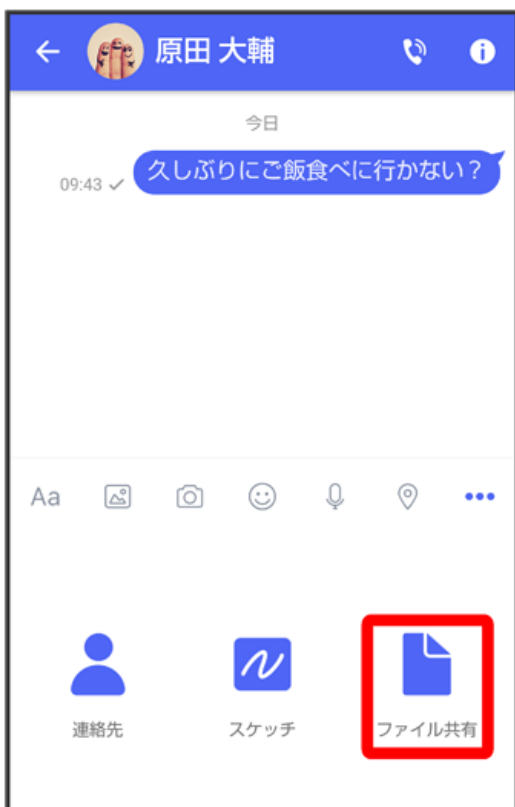 原田 大輔
今日
久しぶりにご飯食べに行かない？
09:43
Aa
連絡先
スケッチ
ファイル共有